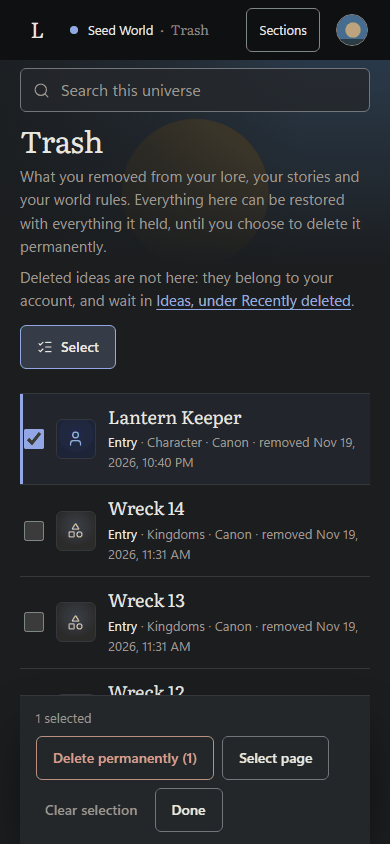 L Seed World · Trash Sections
Search this universe
Trash
What you removed from your lore, your stories and
your world rules. Everything here can be restored
with everything it held, until you choose to delete it
permanently.
Deleted ideas are not here: they belong to your
account, and wait in Ideas, under Recently deleted.
Select
Lantern Keeper
Entry · Character · Canon · removed Nov 19,
2026, 10:40 PM
Wreck 14
Entry · Kingdoms · Canon · removed Nov 19,
2026, 11:31 AM
Wreck 13
Entry · Kingdoms · Canon · removed Nov 19,
2026, 11:31 AM
Wreck 12
1 selected
Delete permanently (1) Select page
Clear selection Done